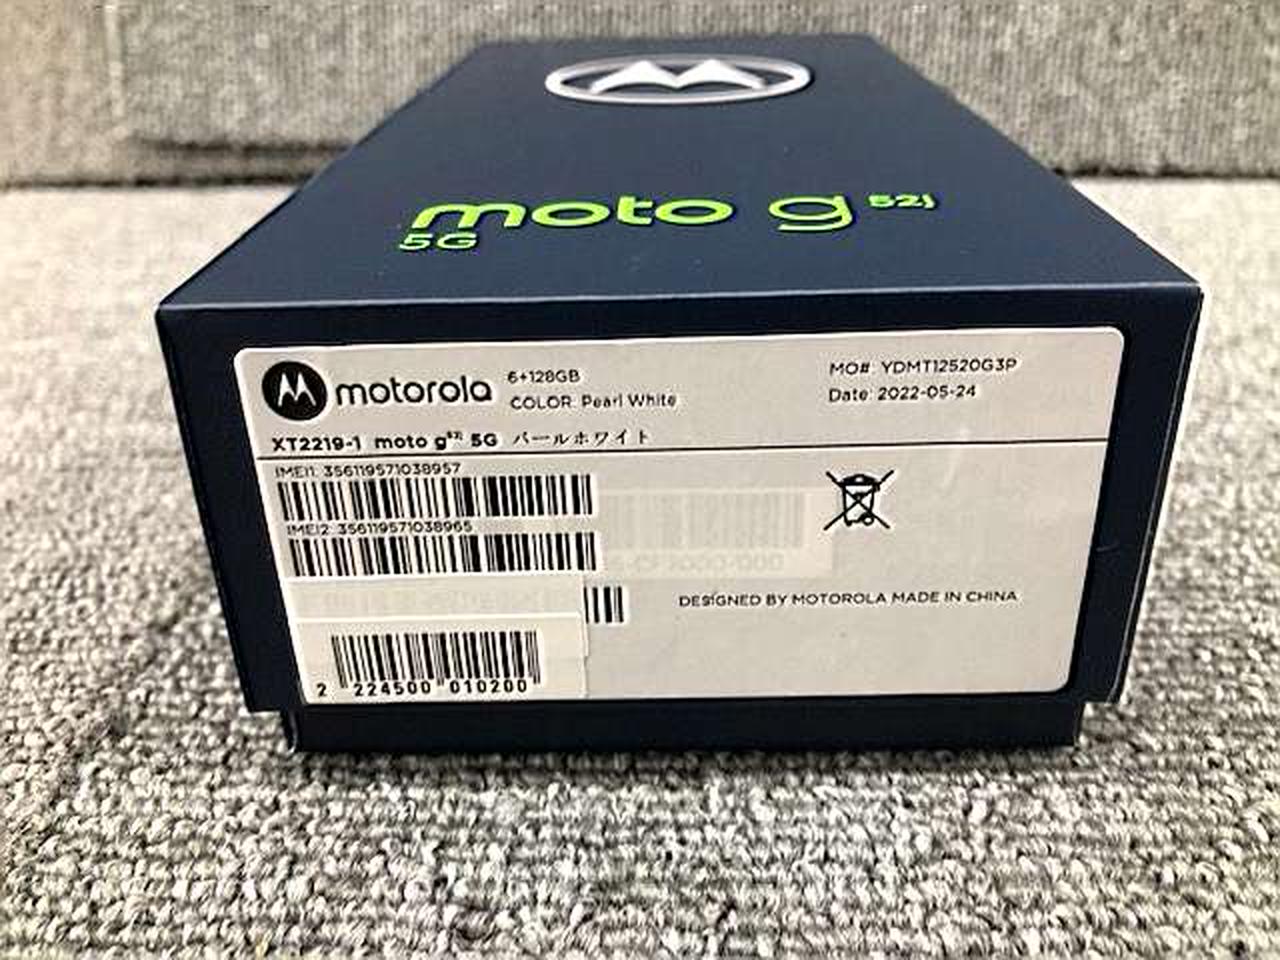 moto g 52j
5G
motorola
6+128GB
COLOR: Pearl White
MO#: YDMT12520G3P
Date: 2022-05-24
XT2219-1 moto g⁵²ʲ 5G パールホワイト
IMEI1: 356119571038957
IMEI2: 356119571038965
DESIGNED BY MOTOROLA MADE IN CHINA
2 224500 010200